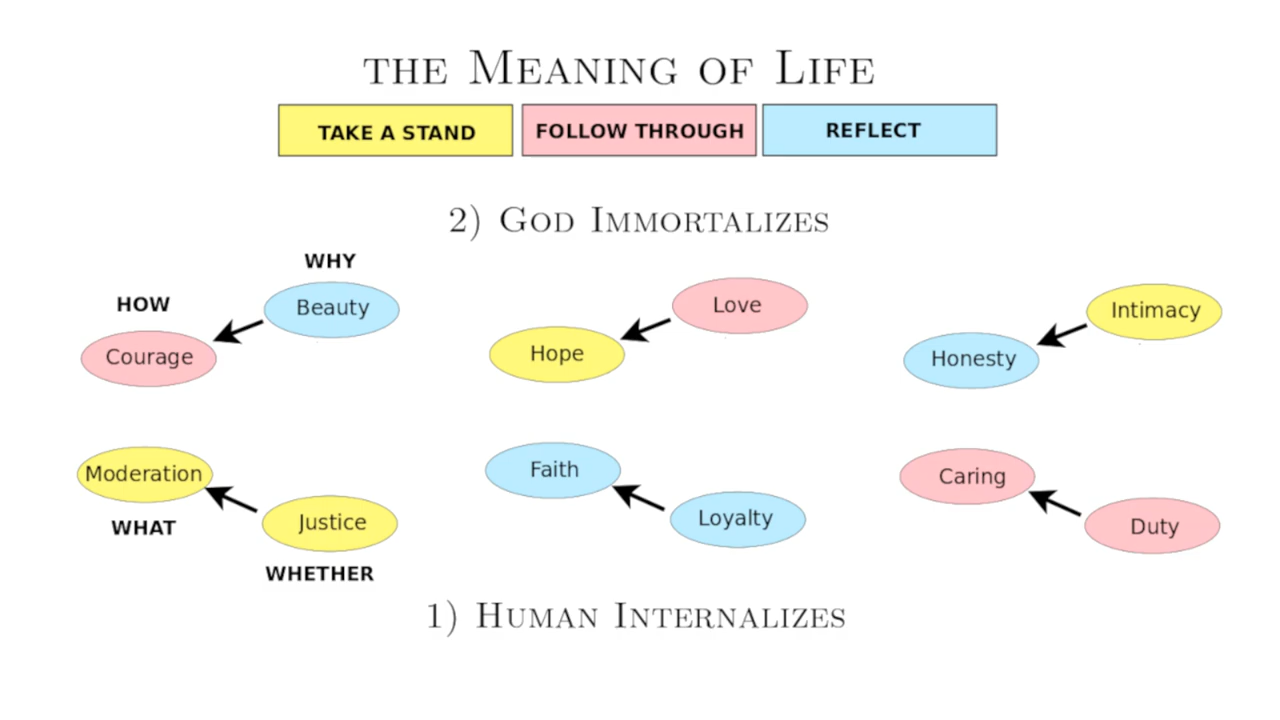 THE MEANING OF LIFE
TAKE A STAND FOLLOW THROUGH REFLECT
2) GOD IMMORTALIZES
WHY
HOW
Beauty
Courage
Love
Hope
Intimacy
Honesty
Moderation
Justice
WHAT
WHETHER
Faith
Loyalty
Caring
Duty
1) HUMAN INTERNALIZES